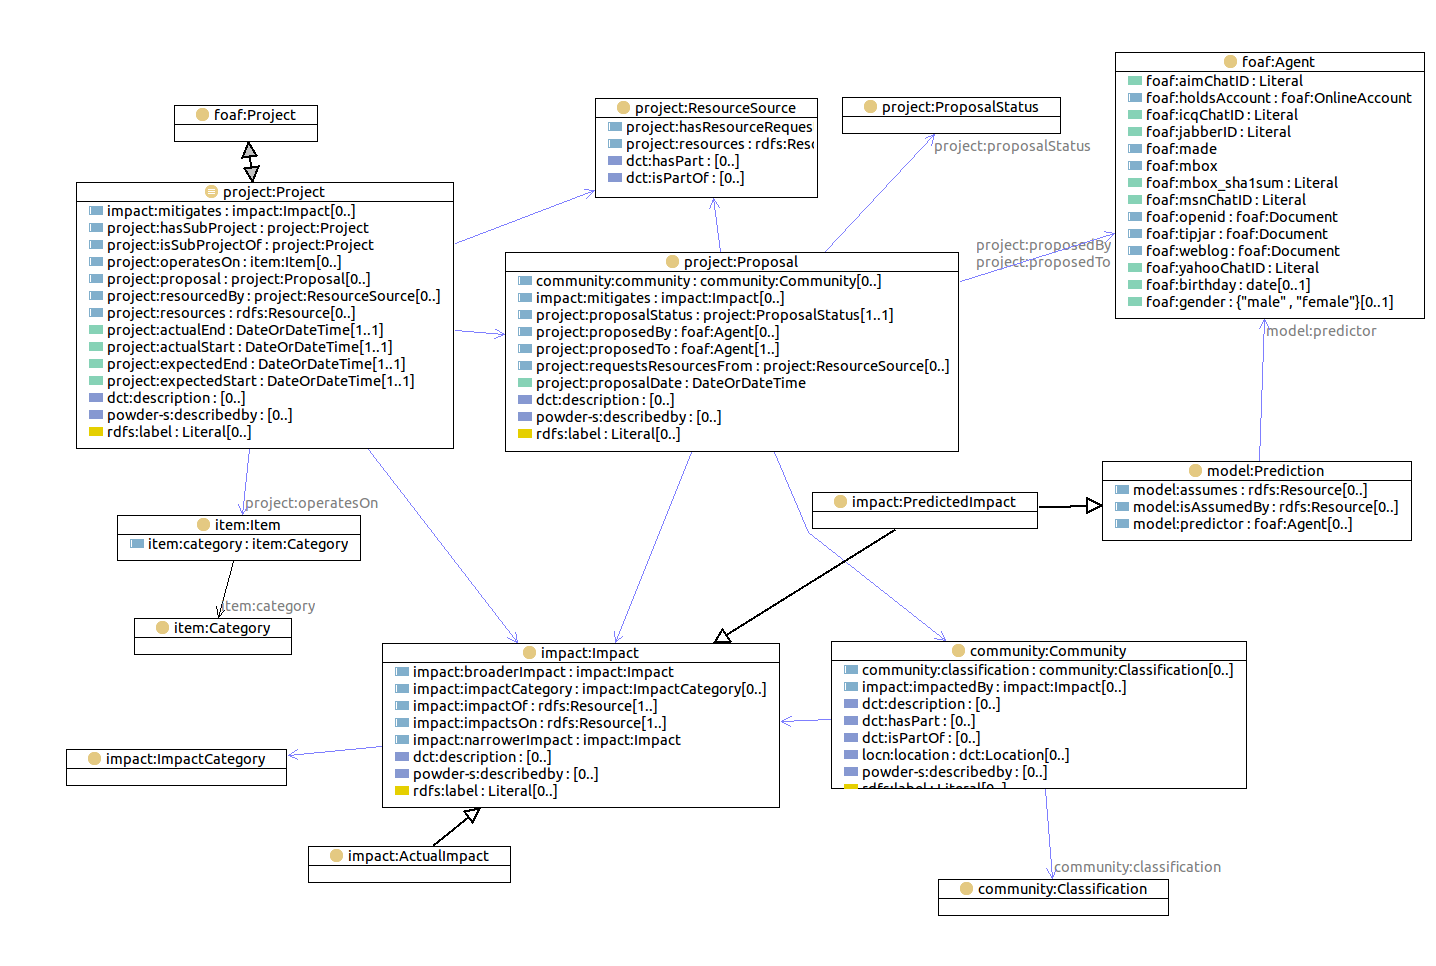 foaf:Project
project:Project
impact:mitigates : impact:Impact[0..]
project:hasSubProject : project:Project
project:isSubProjectOf : project:Project
project:operatesOn : item:Item[0..]
project:proposal : project:Proposal[0..]
project:resourcedBy : project:ResourceSource[0..]
project:resources : rdfs:Resource[0..]
project:actualEnd : DateOrDateTime[1..1]
project:actualStart : DateOrDateTime[1..1]
project:expectedEnd : DateOrDateTime[1..1]
project:expectedStart : DateOrDateTime[1..1]
dct:description : [0..]
powder-s:describedby : [0..]
rdfs:label : Literal[0..]
project:ResourceSource
project:hasResourceReques
project:resources : rdfs:Res
dct:hasPart : [0..]
dct:isPartOf : [0..]
project:ProposalStatus
project:proposalStatus
foaf:Agent
foaf:aimChatID : Literal
foaf:holdsAccount : foaf:OnlineAccount
foaf:icqChatID : Literal
foaf:jabberID : Literal
foaf:made
foaf:mbox
foaf:mbox_sha1sum : Literal
foaf:msnChatID : Literal
foaf:openid : foaf:Document
foaf:tipjar : foaf:Document
foaf:weblog : foaf:Document
foaf:yahooChatID : Literal
foaf:birthday : date[0..1]
foaf:gender : {"male" , "female"}[0..1]
project:proposedBy
project:proposedTo
project:Proposal
community:community : community:Community[0..]
impact:mitigates : impact:Impact[0..]
project:proposalStatus : project:ProposalStatus[1..1]
project:proposedBy : foaf:Agent[0..]
project:proposedTo : foaf:Agent[1..]
project:requestsResourcesFrom : project:ResourceSource[0..]
project:proposalDate : DateOrDateTime
dct:description : [0..]
powder-s:describedby : [0..]
rdfs:label : Literal[0..]
model:predictor
model:Prediction
model:assumes : rdfs:Resource[0..]
model:isAssumedBy : rdfs:Resource[0..]
model:predictor : foaf:Agent[0..]
impact:PredictedImpact
project:operatesOn
item:Item
item:category : item:Category
item:category
item:Category
impact:Impact
impact:broaderImpact : impact:Impact
impact:impactCategory : impact:ImpactCategory[0..]
impact:impactOf : rdfs:Resource[1..]
impact:impactsOn : rdfs:Resource[1..]
impact:narrowerImpact : impact:Impact
dct:description : [0..]
powder-s:describedby : [0..]
rdfs:label : Literal[0..]
community:Community
community:classification : community:Classification[0..]
impact:impactedBy : impact:Impact[0..]
dct:description : [0..]
dct:hasPart : [0..]
dct:isPartOf : [0..]
locn:location : dct:Location[0..]
powder-s:describedby : [0..]
rdfs:label : Literal[0..]
impact:ImpactCategory
impact:ActualImpact
community:classification
community:Classification